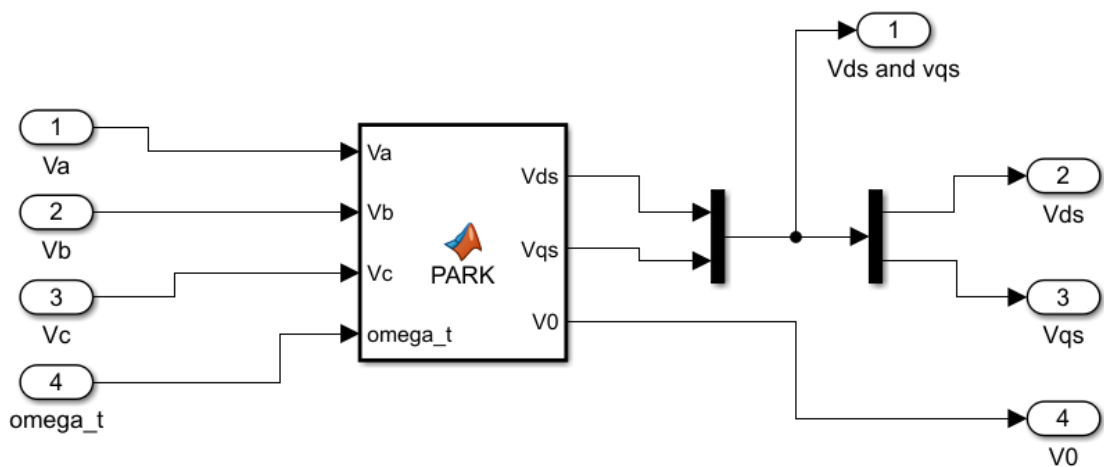 1
Vds and vqs
1
Va
2
Vb
3
Vc
4
omega_t
Va
Vb
Vc
omega_t
PARK
Vds
Vqs
V0
2
Vds
3
Vqs
4
V0